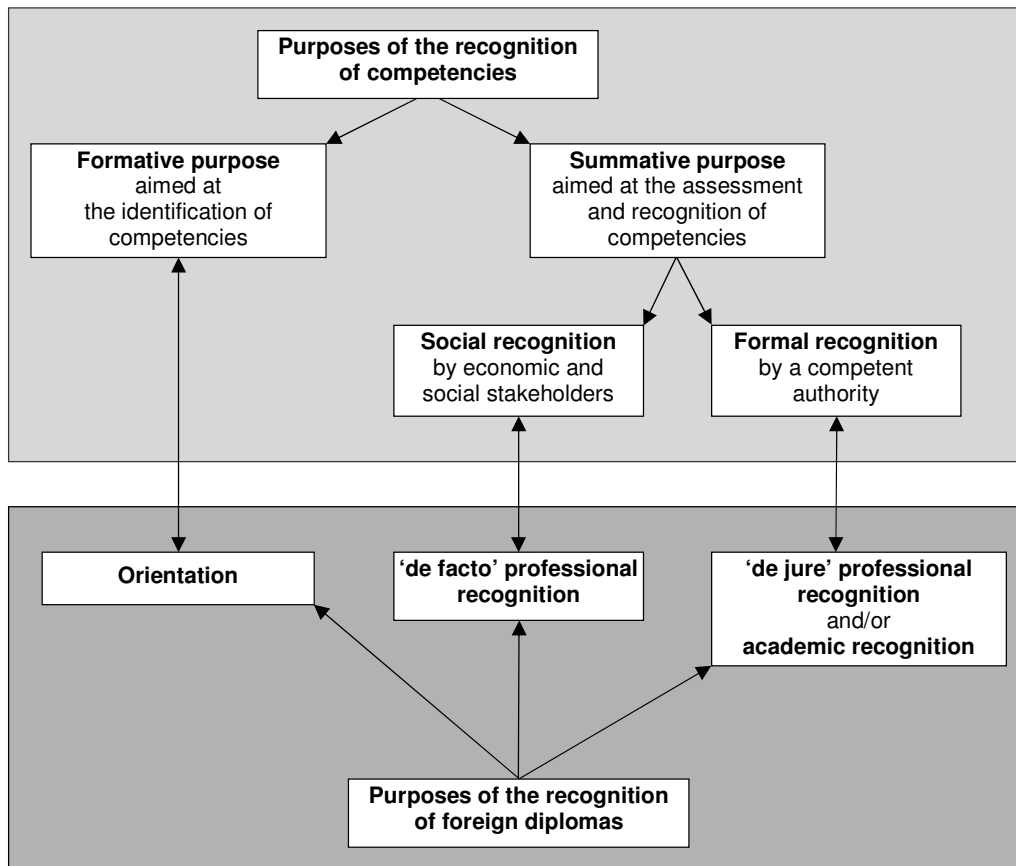 Purposes of the recognition
of competencies
Formative purpose
aimed at
the identification of
competencies
Summative purpose
aimed at the assessment
and recognition of
competencies
Social recognition
by economic and
social stakeholders
Formal recognition
by a competent
authority
Orientation
‘de facto’ professional
recognition
‘de jure’ professional
recognition
and/or
academic recognition
Purposes of the recognition
of foreign diplomas